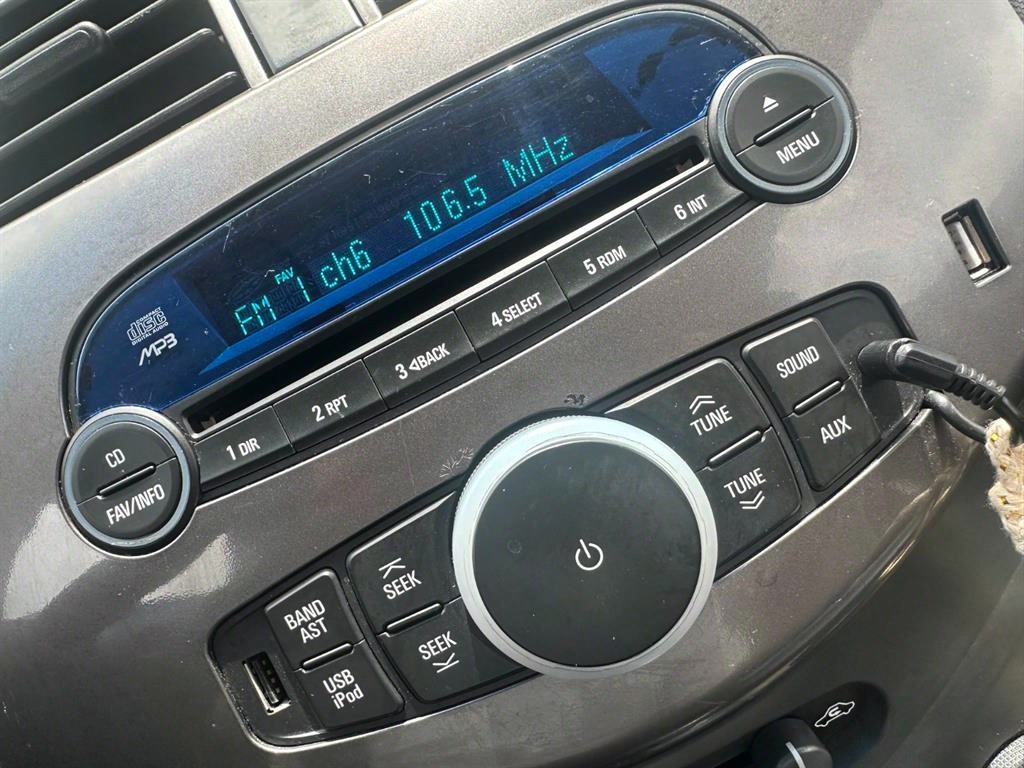 MENU
FAV
FM 1 ch6 106.5 MHz
COMPACT
disc
DIGITAL AUDIO
MP3
CD
FAV/INFO
1 DIR
2 RPT
3 ◁BACK
4 SELECT
5 RDM
6 INT
SOUND
AUX
TUNE
TUNE
SEEK
SEEK
BAND
AST
USB
iPod